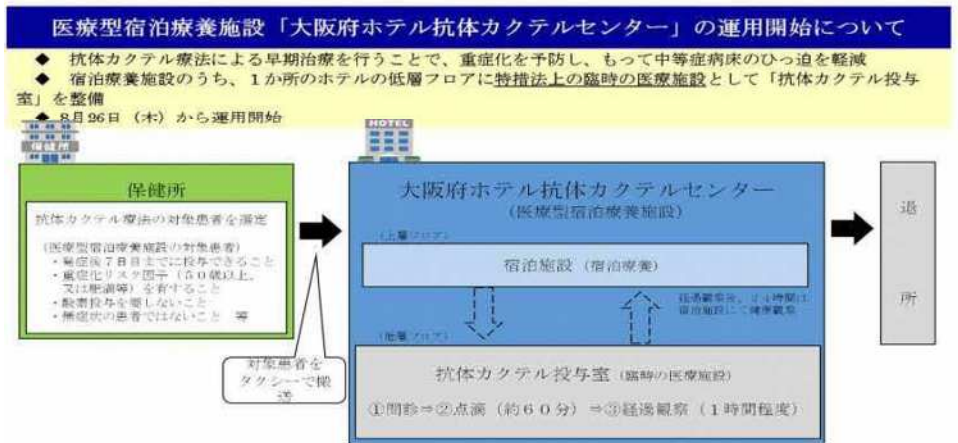 医療型宿泊療養施設「大阪府ホテル抗体カクテルセンター」の運用開始について
◆ 抗体カクテル療法による早期治療を行うことで、重症化を予防し、もって中等症病床のひっ迫を軽減
◆ 宿泊療養施設のうち、1か所のホテルの低層フロアに特措法上の臨時の医療施設として「抗体カクテル投与
室」を整備
◆ 8月26日（木）から運用開始
保健所
HOTEL
保健所
抗体カクテル療法の対象患者を選定
(医療型宿泊療養施設の対象患者)
・発症後7日目までに投与できること
・重症化リスク因子（50歳以上、
又は肥満等）を有すること
・酸素投与を要しないこと
・無症状の患者ではないこと 等
対象患者を
タクシーで搬
送
大阪府ホテル抗体カクテルセンター
(医療型宿泊療養施設)
(上層フロア)
宿泊施設（宿泊療養）
経過観察後、24時間は
宿泊施設にて健康観察
(低層フロア)
抗体カクテル投与室（臨時の医療施設）
①問診⇒②点滴（約60分）⇒③経過観察（1時間程度）
退
所